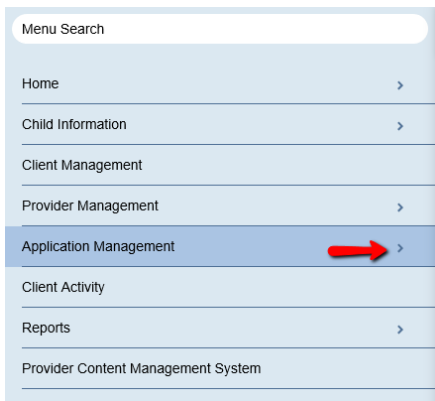 Menu Search
Home
Child Information
Client Management
Provider Management
Application Management
Client Activity
Reports
Provider Content Management System